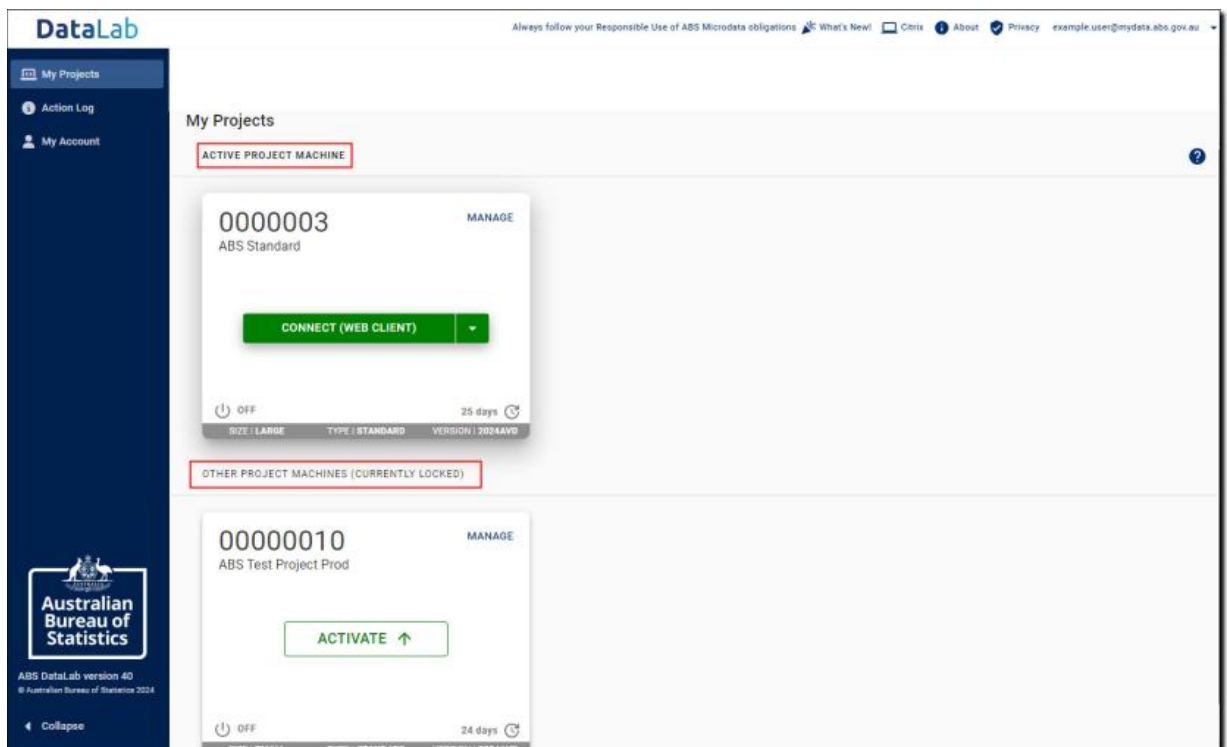 DataLab
Always follow your Responsible Use of ABS Microdata obligations What's New! Citrix About Privacy example.user@mydata.abs.gov.au
My Projects
Action Log
My Account
My Projects
ACTIVE PROJECT MACHINE
0000003 MANAGE
ABS Standard
CONNECT (WEB CLIENT)
OFF 25 days
SIZE | LARGE TYPE | STANDARD VERSION | 2024AVD
OTHER PROJECT MACHINES (CURRENTLY LOCKED)
00000010 MANAGE
ABS Test Project Prod
ACTIVATE
OFF 24 days
Australian
Bureau of
Statistics
ABS DataLab version 40
© Australian Bureau of Statistics 2024
Collapse